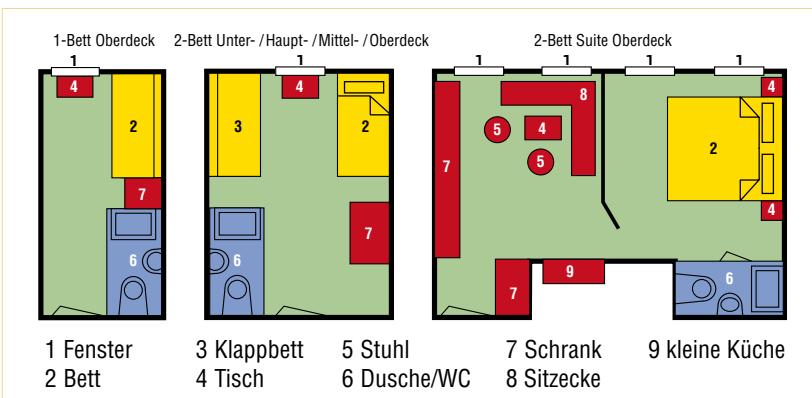 1-Bett Oberdeck
2-Bett Unter- / Haupt- / Mittel- / Oberdeck
2-Bett Suite Oberdeck
1 1 1 1 1 1
4 4 8 4
2 3 2 5 4 2
7 5
7 7 4
6 6 9 6
7
1 Fenster 3 Klappbett 5 Stuhl 7 Schrank 9 kleine Küche
2 Bett 4 Tisch 6 Dusche/WC 8 Sitzecke